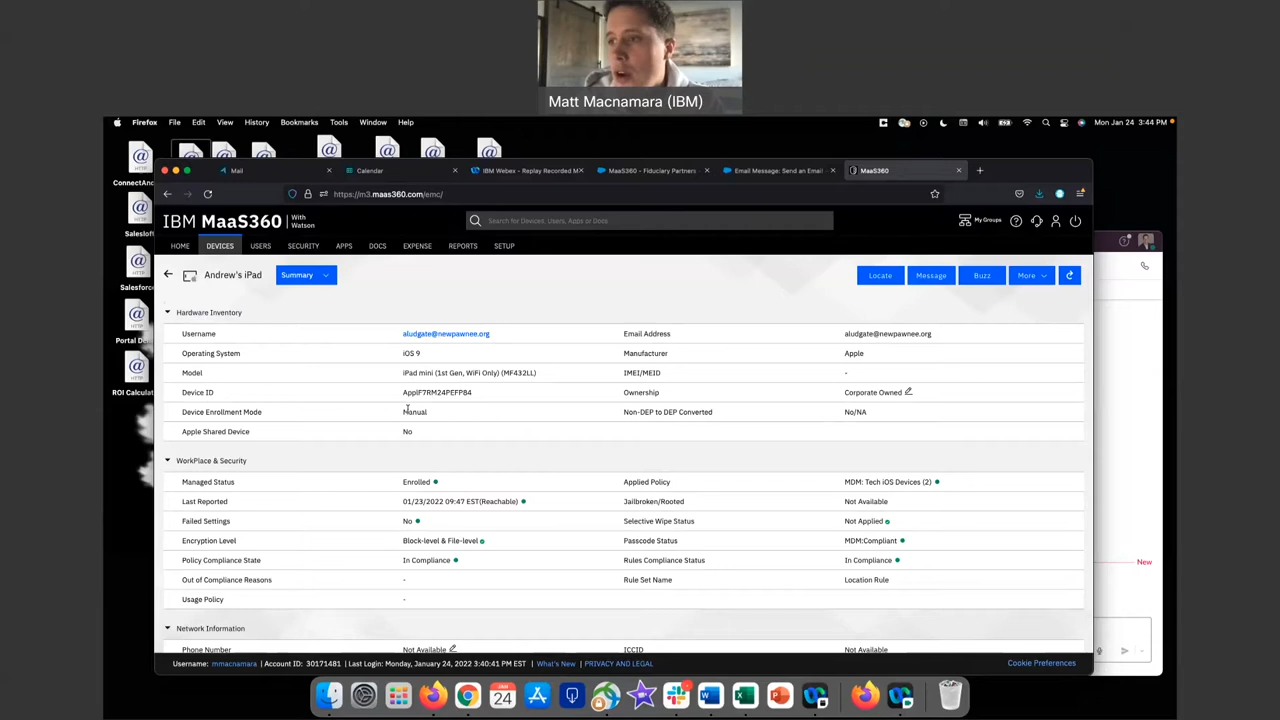 Matt Macnamara (IBM)
Firefox File Edit View History Bookmarks Tools Window Help
Mon Jan 24 3:44 PM
ConnectAnd
Salesloft
Salesforce
Portal De
ROI Calculat
Mail
Calendar
IBM Webex - Replay Recorded M
MaaS360 - Fiduciary Partners
Email Message: Send an Email
MaaS360
https://m3.maas360.com/emc/
IBM MaaS360 With Watson
Search for Devices, Users, Apps or Docs
My Groups
HOME DEVICES USERS SECURITY APPS DOCS EXPENSE REPORTS SETUP
Andrew's iPad Summary
Locate Message Buzz More
Hardware Inventory
Username aludgate@newpawnee.org Email Address aludgate@newpawnee.org
Operating System iOS 9 Manufacturer Apple
Model iPad mini (1st Gen, WiFi Only) (MF432LL) IMEI/MEID -
Device ID ApplF7RM24PEFP84 Ownership Corporate Owned
Device Enrollment Mode Manual Non-DEP to DEP Converted No/NA
Apple Shared Device No
WorkPlace & Security
Managed Status Enrolled Applied Policy MDM: Tech iOS Devices (2)
Last Reported 01/23/2022 09:47 EST(Reachable) Jailbroken/Rooted Not Available
Failed Settings No Selective Wipe Status Not Applied
Encryption Level Block-level & File-level Passcode Status MDM:Compliant
Policy Compliance State In Compliance Rules Compliance Status In Compliance
Out of Compliance Reasons - Rule Set Name Location Rule
Usage Policy -
New
Network Information
Phone Number Not Available ICCID Not Available
Username: mmacnamara | Account ID: 30171481 | Last Login: Monday, January 24, 2022 3:40:41 PM EST | What's New | PRIVACY AND LEGAL
Cookie Preferences
JAN
24